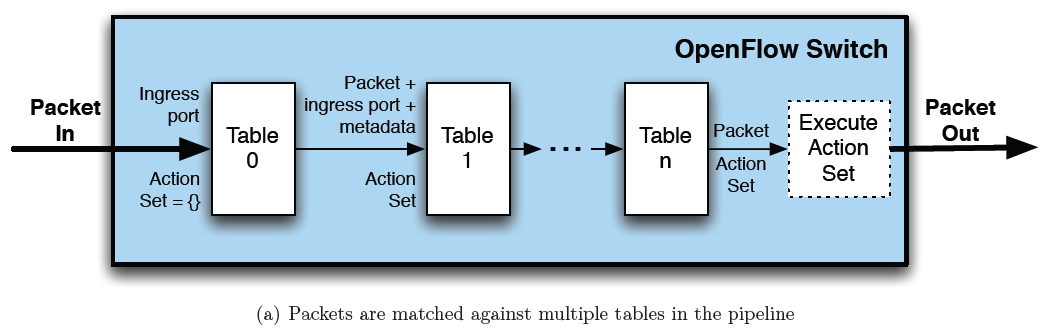 OpenFlow Switch
Packet
In
Ingress
port
Action
Set = {}
Table
0
Packet +
ingress port +
metadata
Action
Set
Table
1
...
Table
n
Packet
Action
Set
Execute
Action
Set
Packet
Out
(a) Packets are matched against multiple tables in the pipeline